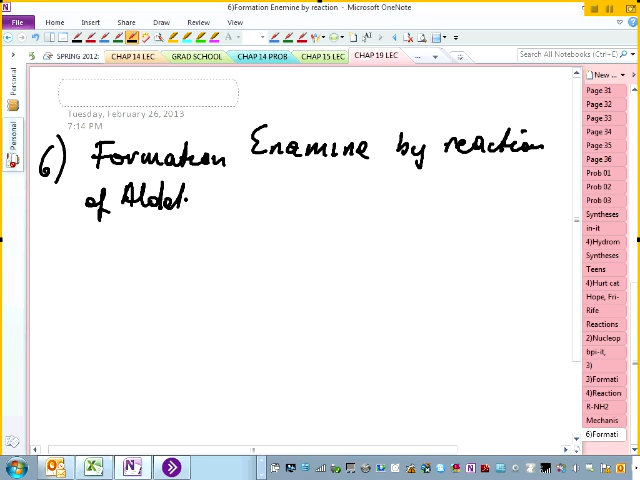 6)Formation Enemine by reaction - Microsoft OneNote
File Home Insert Share Draw Review View
SPRING 2012: CHAP 14 LEC GRAD SCHOOL CHAP 14 PROB CHAP 15 LEC CHAP 19 LEC ... Search All Notebooks (Ctrl+E)
Personal
Personal
Tuesday, February 26, 2013
7:14 PM
6) Formation Enamine by reaction
of Aldeh
New
Page 31
Page 32
Page 33
Page 34
Page 35
Page 36
Prob 01
Prob 02
Prob 03
Syntheses
in-it
4)Hydrom
Syntheses
Teens
4)Hurt cat
Hope, Fri-
Rife
Reactions
2)Nucleop
bpi-it,
3)
3)Formati
4)Reaction
R-NH2
Mechanis
6)Formati